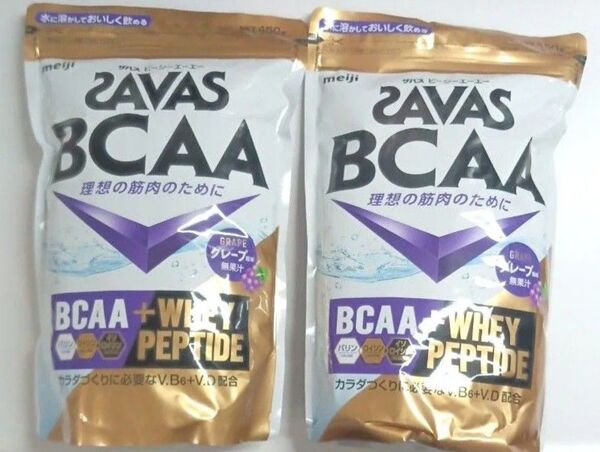 水に溶かしておいしく飲める
450g
meiji
ザバス ビーシーエーエー
ZAVAS
BCAA
理想の筋肉のために
GRAPE
グレープ風味
無果汁
BCAA+WHEY
PEPTIDE
バリン
ロイシン
イソ
ロイシン
カラダづくりに必要なV.B6+V.D配合
水に溶かしておいしく飲める
meiji
ザバス ビーシーエーエー
ZAVAS
BCAA
理想の筋肉のために
GRAPE
グレープ風味
無果汁
BCAA+WHEY
PEPTIDE
バリン
ロイシン
イソ
ロイシン
カラダづくりに必要なV.B6+V.D配合